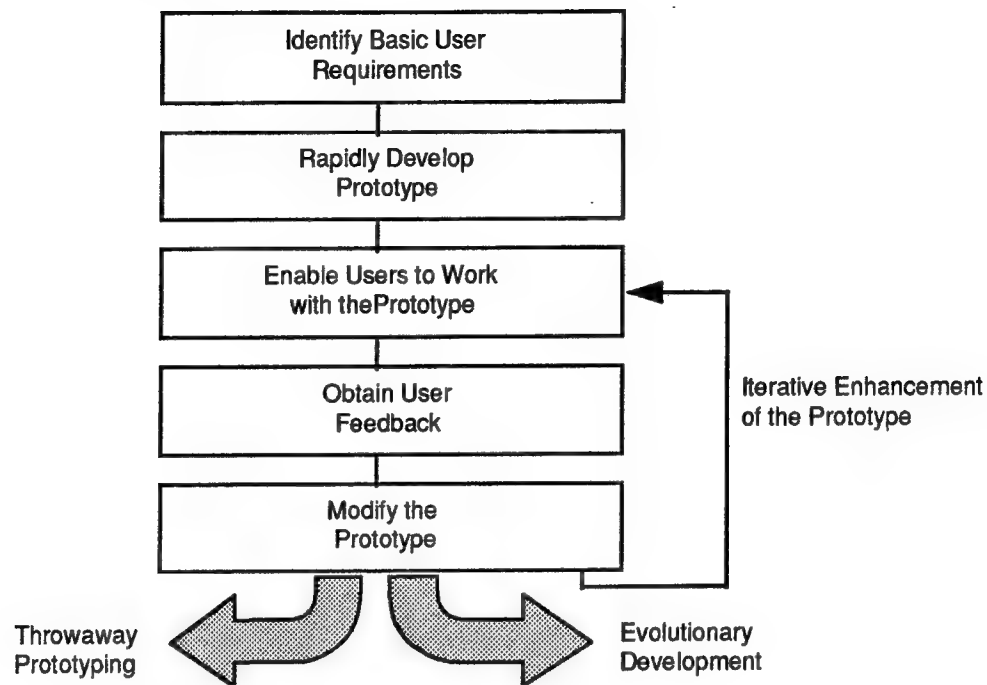 Identify Basic User
Requirements
Rapidly Develop
Prototype
Enable Users to Work
with thePrototype
Obtain User
Feedback
Iterative Enhancement
of the Prototype
Modify the
Prototype
Throwaway
Prototyping
Evolutionary
Development